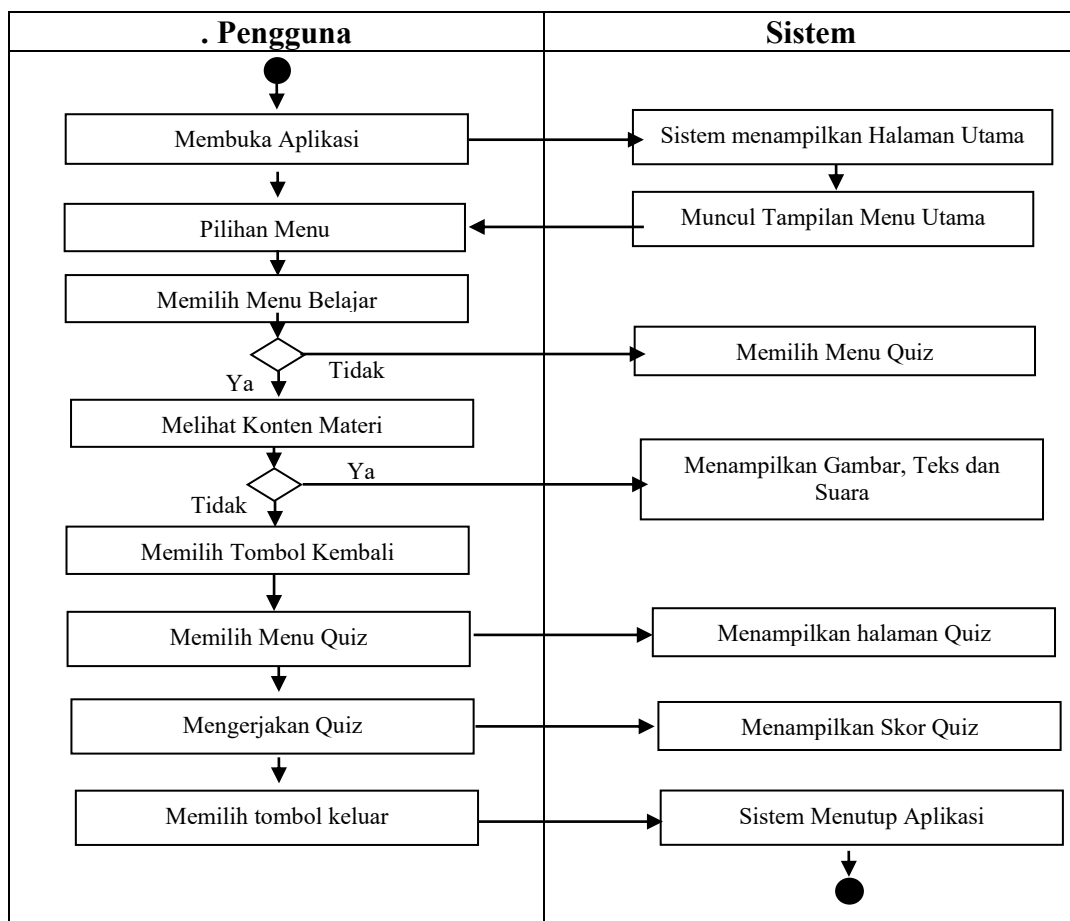 . Pengguna
Sistem
Membuka Aplikasi
Sistem menampilkan Halaman Utama
Pilihan Menu
Muncul Tampilan Menu Utama
Memilih Menu Belajar
Tidak
Memilih Menu Quiz
Ya
Melihat Konten Materi
Ya
Menampilkan Gambar, Teks dan
Suara
Tidak
Memilih Tombol Kembali
Memilih Menu Quiz
Menampilkan halaman Quiz
Mengerjakan Quiz
Menampilkan Skor Quiz
Memilih tombol keluar
Sistem Menutup Aplikasi